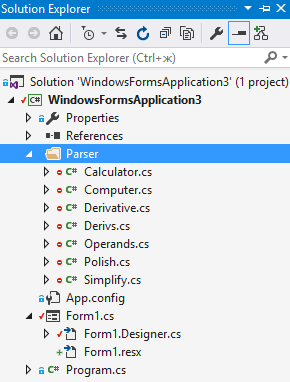 Solution Explorer
Search Solution Explorer (Ctrl+ж)
Solution 'WindowsFormsApplication3' (1 project)
C# WindowsFormsApplication3
Properties
References
Parser
C# Calculator.cs
C# Computer.cs
C# Derivative.cs
C# Derivs.cs
C# Operands.cs
C# Polish.cs
C# Simplify.cs
App.config
Form1.cs
Form1.Designer.cs
Form1.resx
C# Program.cs